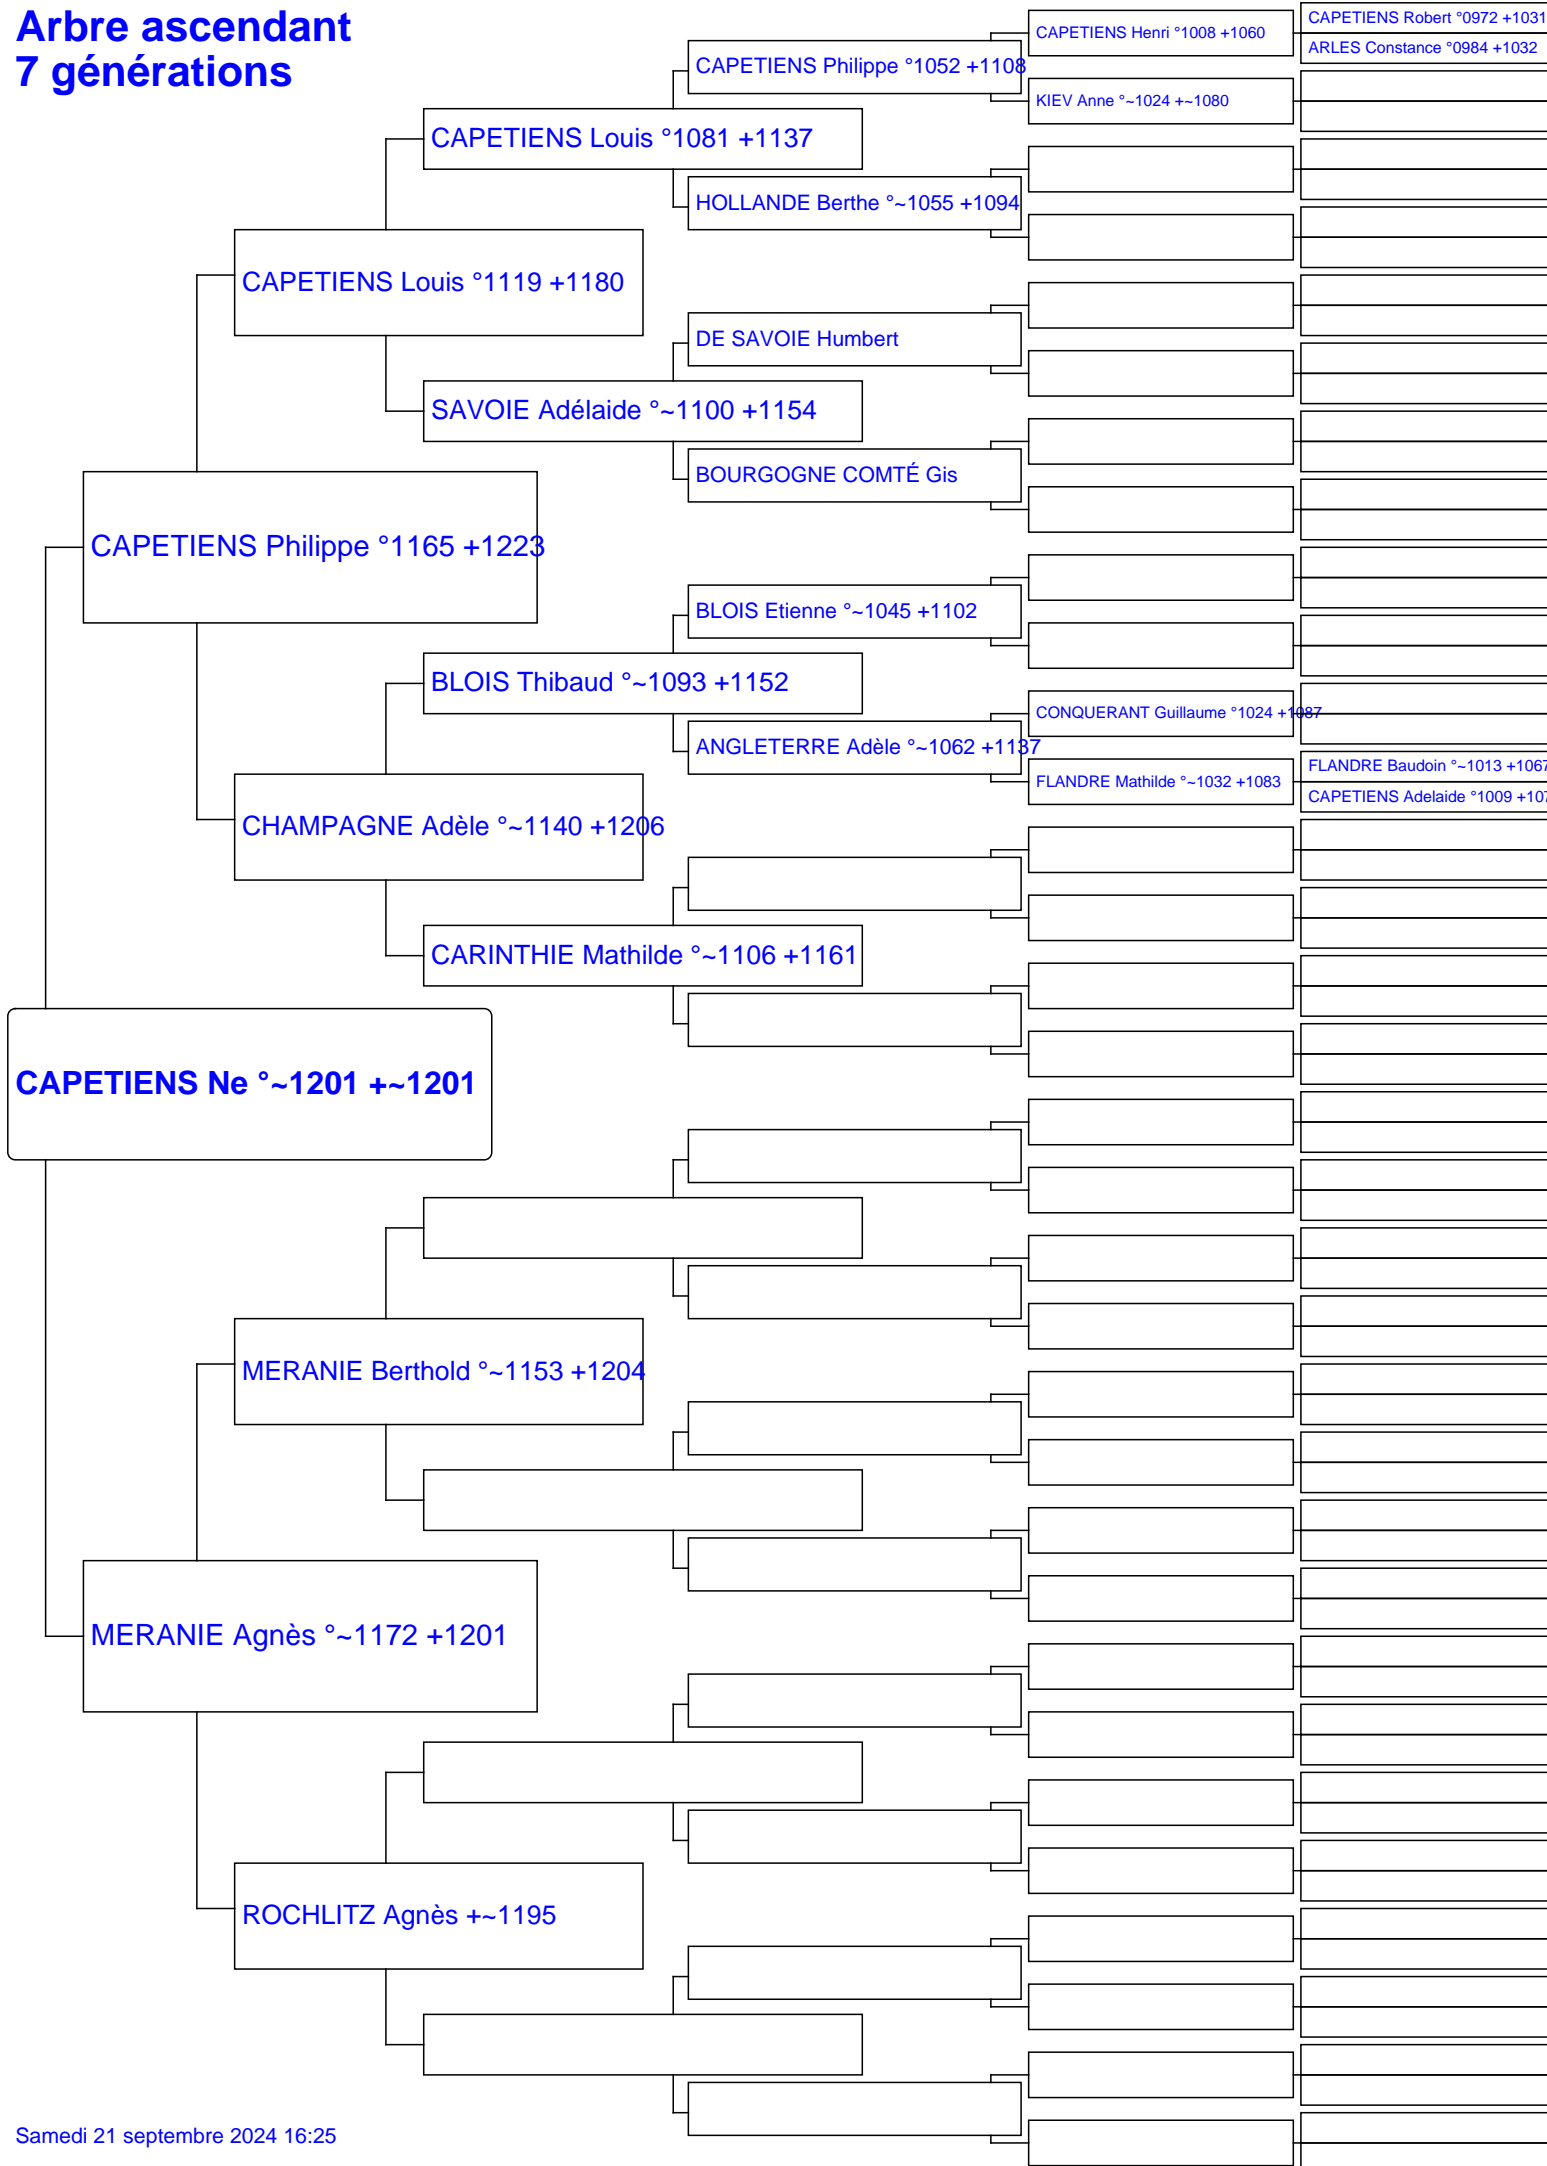 Arbre ascendant
7 générations
CAPETIENS Robert °0972 +1031
CAPETIENS Henri °1008 +1060
ARLES Constance °0984 +1032
CAPETIENS Philippe °1052 +1108
KIEV Anne °~1024 +~1080
CAPETIENS Louis °1081 +1137
HOLLANDE Berthe °~1055 +1094
CAPETIENS Louis °1119 +1180
DE SAVOIE Humbert
SAVOIE Adélaide °~1100 +1154
BOURGOGNE COMTÉ Gis
CAPETIENS Philippe °1165 +1223
BLOIS Etienne °~1045 +1102
BLOIS Thibaud °~1093 +1152
CONQUERANT Guillaume °1024 +1087
ANGLETERRE Adèle °~1062 +1137
FLANDRE Baudoin °~1013 +1067
FLANDRE Mathilde °~1032 +1083
CAPETIENS Adelaide °1009 +107
CHAMPAGNE Adèle °~1140 +1206
CARINTHIE Mathilde °~1106 +1161
CAPETIENS Ne °~1201 +~1201
MERANIE Berthold °~1153 +1204
MERANIE Agnès °~1172 +1201
ROCHLITZ Agnès +~1195
Samedi 21 septembre 2024 16:25